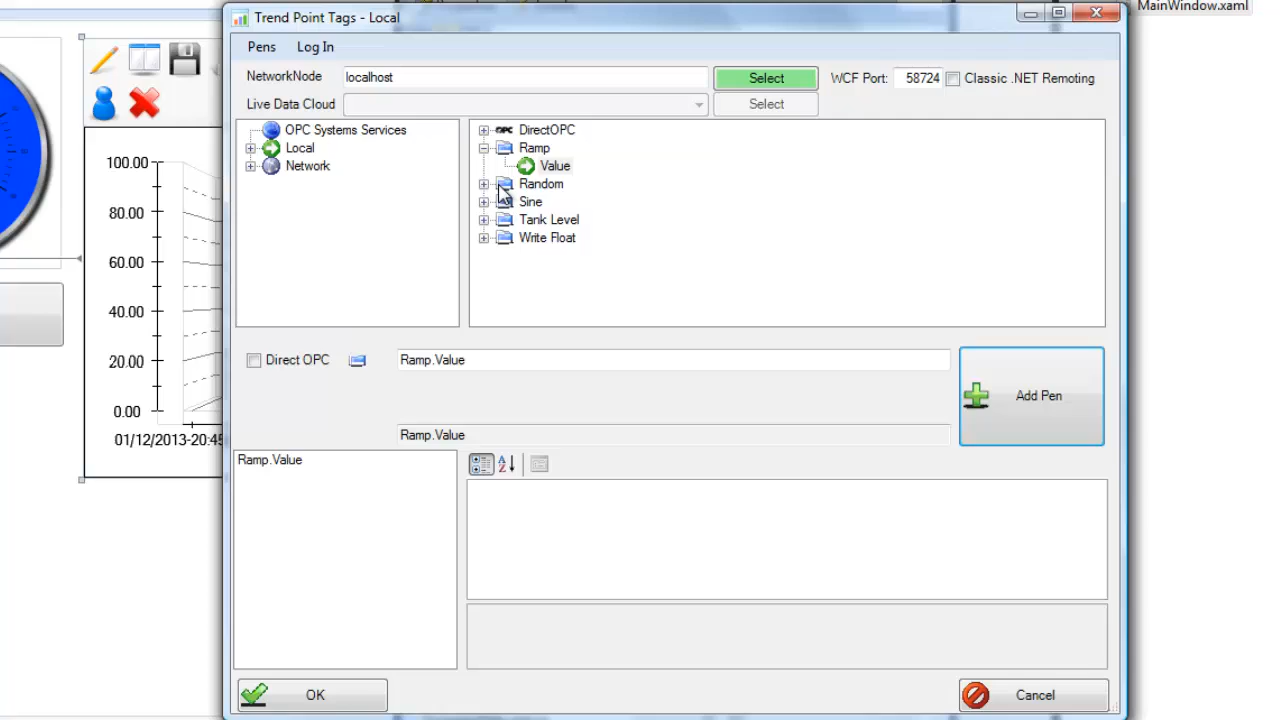 MainWindow.xaml
Trend Point Tags - Local
Pens Log In
NetworkNode localhost Select WCF Port: 58724 Classic .NET Remoting
Live Data Cloud Select
OPC Systems Services
Local
Network
OPC DirectOPC
Ramp
Value
Random
Sine
Tank Level
Write Float
100.00
80.00
60.00
40.00
20.00
0.00
01/12/2013-20:45
Direct OPC Ramp.Value
Add Pen
Ramp.Value
Ramp.Value
A
Z
OK Cancel